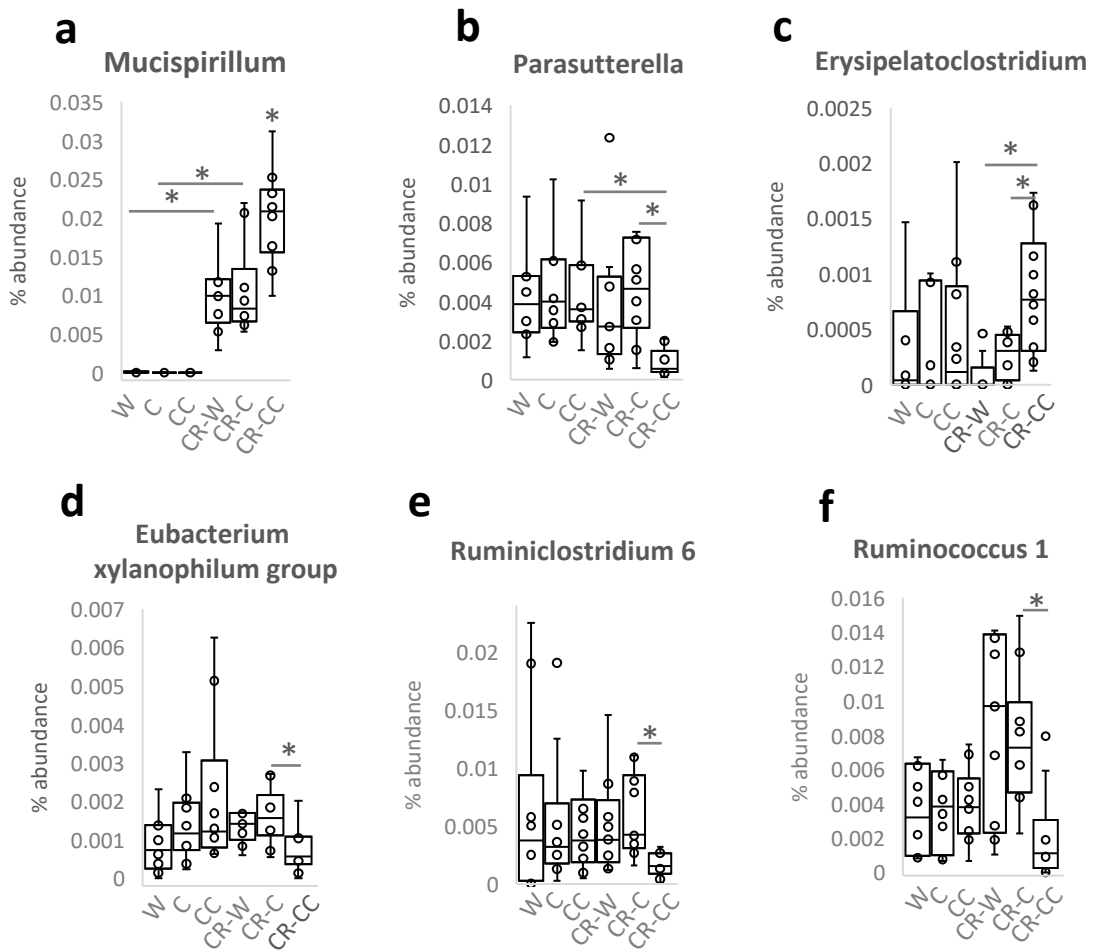 a
Mucispirillum
% abundance
0.035
0.03
0.025
0.02
0.015
0.01
0.005
0
*
*
*
W
C
CC
CR-W
CR-C
CR-CC
b
Parasutterella
% abundance
0.014
0.012
0.01
0.008
0.006
0.004
0.002
0
*
*
W
C
CC
CR-W
CR-C
CR-CC
c
Erysipelatoclostridium
% abundance
0.0025
0.002
0.0015
0.001
0.0005
0
*
*
W
C
CC
CR-W
CR-C
CR-CC
d
Eubacterium
xylanophilum group
% abundance
0.007
0.006
0.005
0.004
0.003
0.002
0.001
0
*
W
C
CC
CR-W
CR-C
CR-CC
e
Ruminiclostridium 6
% abundance
0.02
0.015
0.01
0.005
0
*
W
C
CC
CR-W
CR-C
CR-CC
f
Ruminococcus 1
% abundance
0.016
0.014
0.012
0.01
0.008
0.006
0.004
0.002
0
*
W
C
CC
CR-W
CR-C
CR-CC